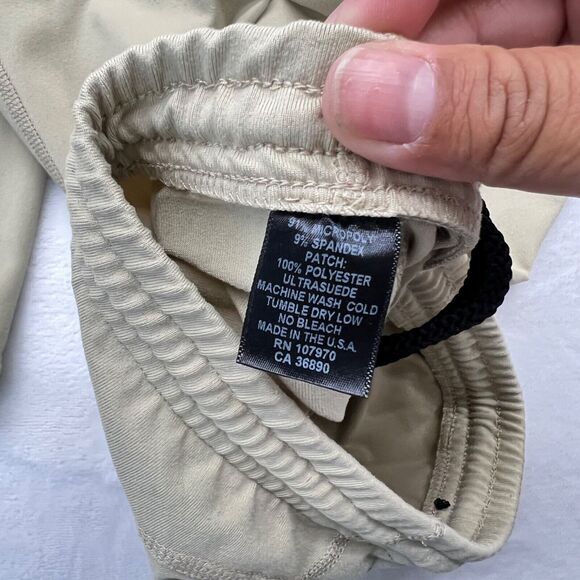 91% MICROPOLY
9% SPANDEX
PATCH:
100% POLYESTER
ULTRASUEDE
MACHINE WASH COLD
TUMBLE DRY LOW
NO BLEACH
MADE IN THE U.S.A.
RN 107970
CA 36890